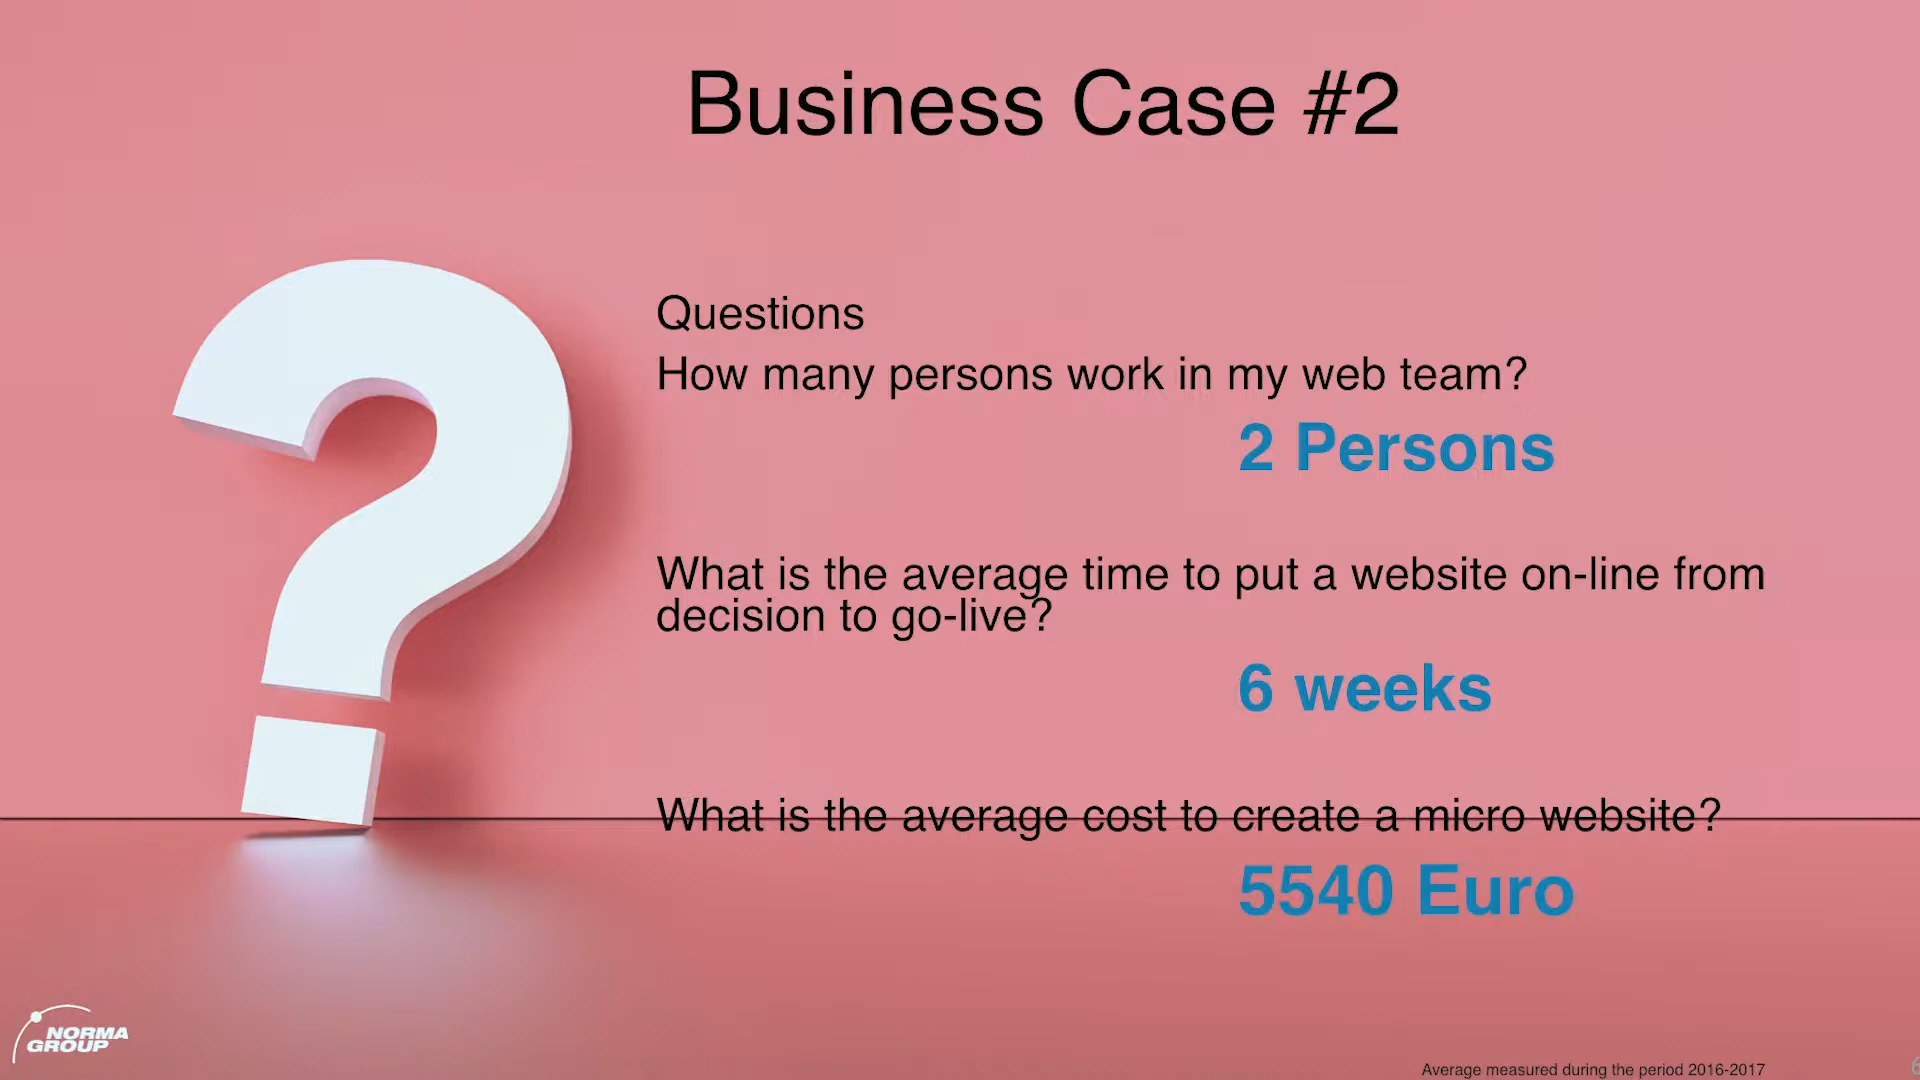 Business Case #2
Questions
How many persons work in my web team?
2 Persons
What is the average time to put a website on-line from
decision to go-live?
6 weeks
What is the average cost to create a micro website?
5540 Euro
NORMA
GROUP
Average measured during the period 2016-2017